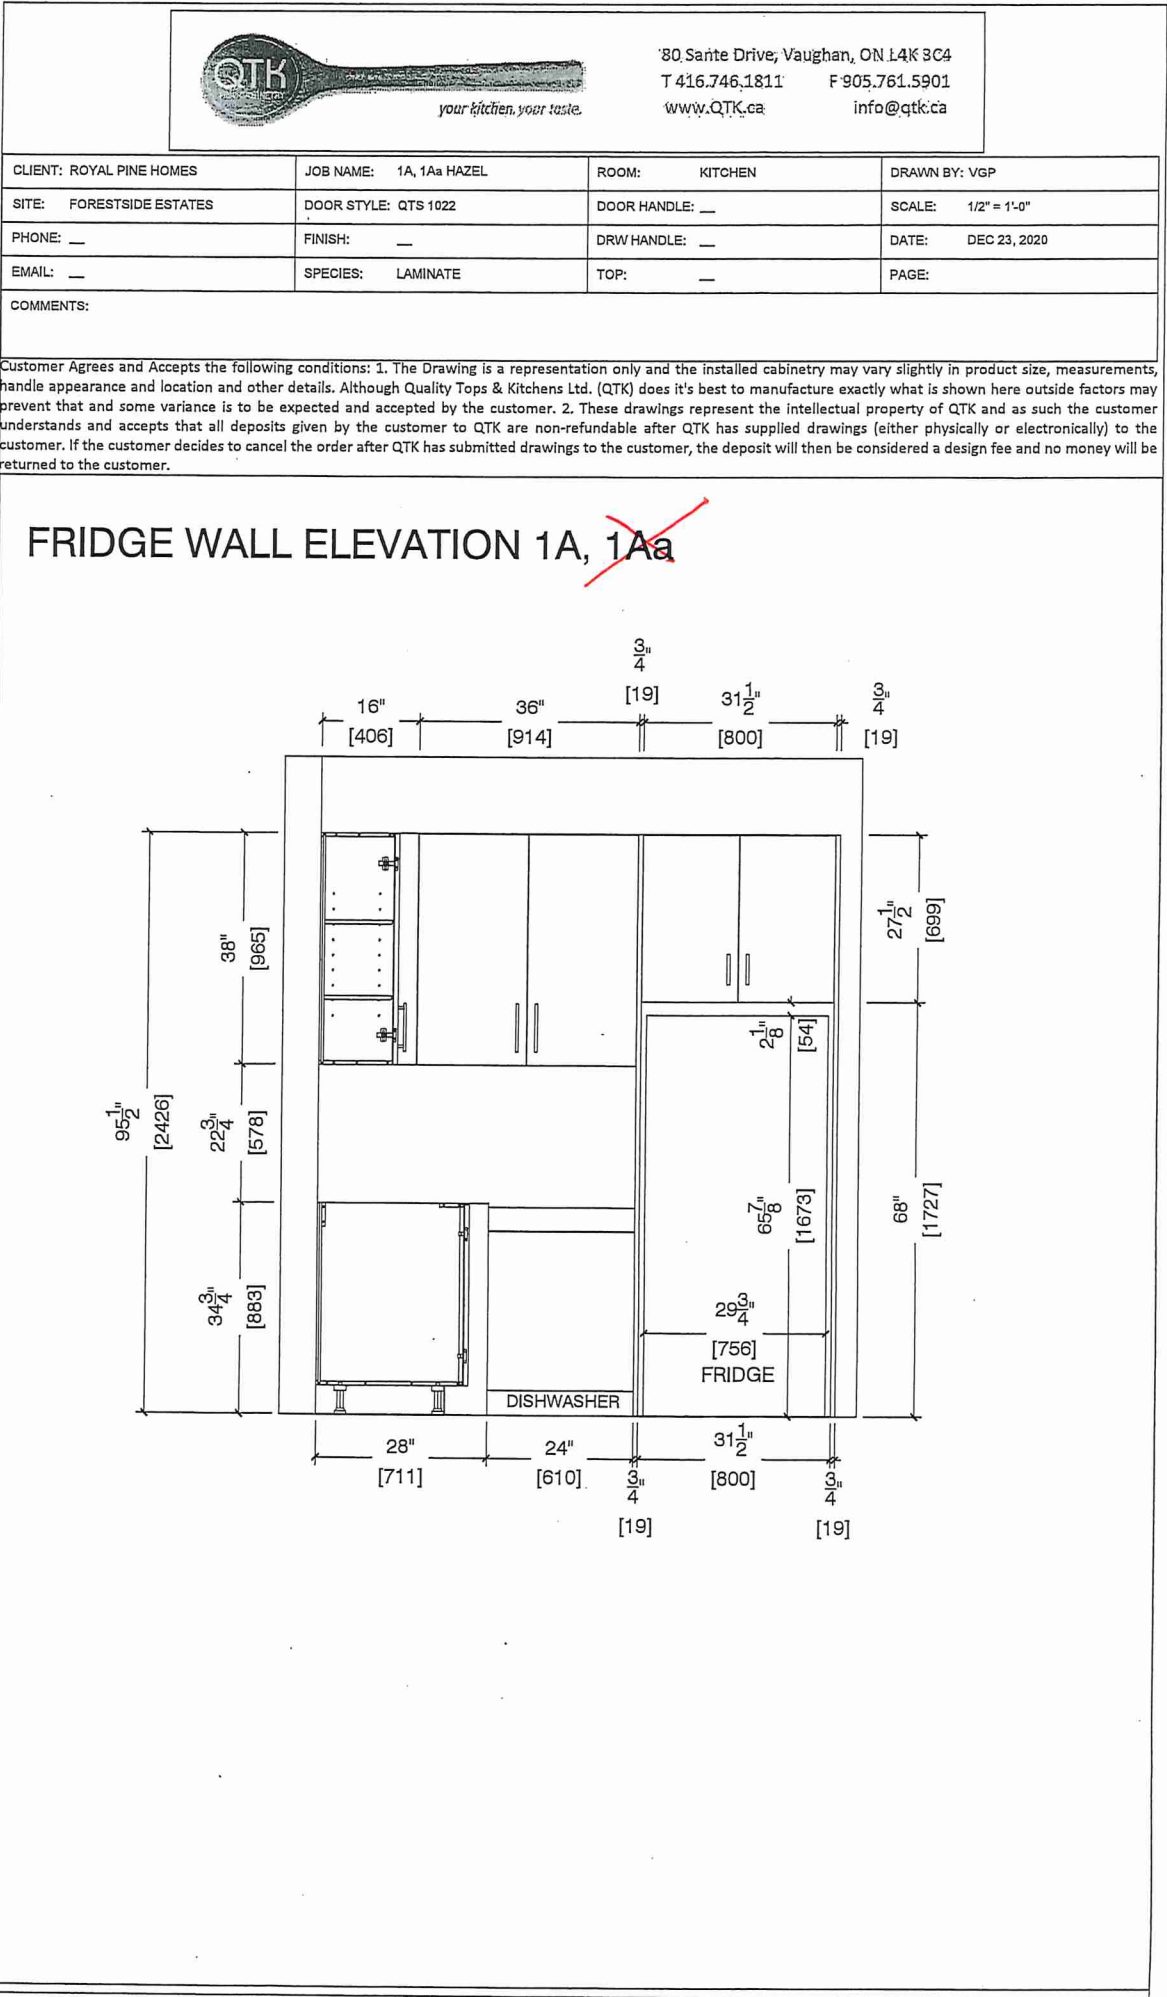 QTK
your kitchen, your taste.
80 Sante Drive, Vaughan, ON L4K 3C4
T 416.746.1811 F 905.761.5901
www.QTK.ca info@qtk.ca
CLIENT: ROYAL PINE HOMES JOB NAME: 1A, 1Aa HAZEL ROOM: KITCHEN DRAWN BY: VGP
SITE: FORESTSIDE ESTATES DOOR STYLE: QTS 1022 DOOR HANDLE: __ SCALE: 1/2" = 1'-0"
PHONE: __ FINISH: __ DRW HANDLE: __ DATE: DEC 23, 2020
EMAIL: __ SPECIES: LAMINATE TOP: __ PAGE:
COMMENTS:
Customer Agrees and Accepts the following conditions: 1. The Drawing is a representation only and the installed cabinetry may vary slightly in product size, measurements,
handle appearance and location and other details. Although Quality Tops & Kitchens Ltd. (QTK) does it's best to manufacture exactly what is shown here outside factors may
prevent that and some variance is to be expected and accepted by the customer. 2. These drawings represent the intellectual property of QTK and as such the customer
understands and accepts that all deposits given by the customer to QTK are non-refundable after QTK has supplied drawings (either physically or electronically) to the
customer. If the customer decides to cancel the order after QTK has submitted drawings to the customer, the deposit will then be considered a design fee and no money will be
returned to the customer.
FRIDGE WALL ELEVATION 1A, 1Aa
16" 36" 3/4" 31 1/2" 3/4"
[406] [914] [19] [800] [19]
38"
[965]
27 1/2"
[699]
2 1/8"
[54]
95 1/2"
[2426]
22 3/4"
[578]
65 7/8"
[1673]
68"
[1727]
34 3/4"
[883]
29 3/4"
[756]
FRIDGE
DISHWASHER
28" 24" 3/4" 31 1/2" 3/4"
[711] [610] [19] [800] [19]